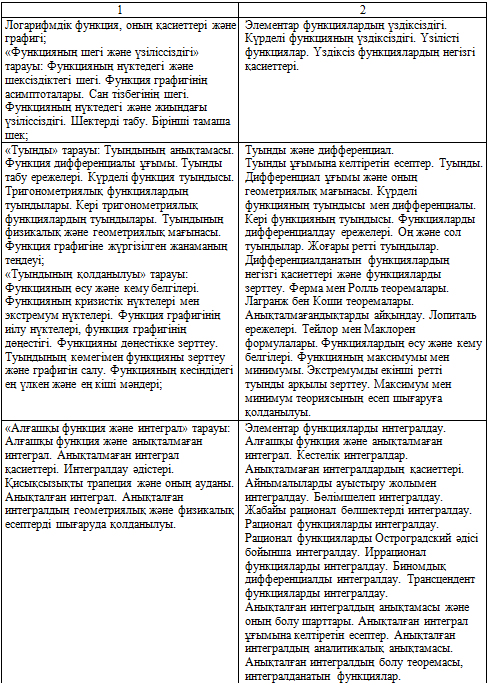 1
2
Логарифмдік функция, оның қасиеттері және
графигі;
«Функцияның шегі және үзіліссіздігі»
тарауы: Функцияның нүктедегі және
шексіздіктегі шегі. Функция графигінің
асимптоталары. Сан тізбегінің шегі.
Функцияның нүктедегі және жиындағы
үзіліссіздігі. Шектерді табу. Бірінші тамаша
шек;
Элементар функциялардың үздіксіздігі.
Күрделі функцияның үздіксіздігі. Үзілісті
функциялар. Үздіксіз функциялардың негізгі
қасиеттері.
«Туынды» тарауы: Туындының анықтамасы.
Функция дифференциалы ұғымы. Туынды
табу ережелері. Күрделі функция туындысы.
Тригонометриялық функциялардың
туындылары. Кері тригонометриялық
функциялардың туындылары. Туындының
физикалық және геометриялық мағынасы.
Функция графигіне жүргізілген жанаманың
теңдеуі;
«Туындының қолданылуы» тарауы:
Функцияның өсу және кему белгілері.
Функцияның кризистік нүктелері мен
экстремум нүктелері. Функция графигінің
иілу нүктелері, функция графигінің
дөңестігі. Функцияны дөңестікке зерттеу.
Туындының көмегімен функцияны зерттеу
және графигін салу. Функцияның кесіндідегі
ең үлкен және ең кіші мәндері;
Туынды және дифференциал.
Туынды ұғымына келтіретін есептер. Туынды.
Дифференциал ұғымы және оның
геометриялық мағынасы. Күрделі
функцияның туындысы мен дифференциалы.
Кері функцияның туындысы. Функцияларды
дифференциалдау ережелері. Оң және сол
туындылар. Жоғары ретті туындылар.
Дифференциалданатын функциялардың
негізгі қасиеттері және функцияларды
зерттеу. Ферма мен Ролль теоремалары.
Лагранж бен Коши теоремалары.
Анықталмағандықтарды айқындау. Лопиталь
ережелері. Тейлор мен Маклорен
формулалары. Функциялардың өсу және кему
белгілері. Функцияның максимумы мен
минимумы. Экстремумды екінші ретті
туынды арқылы зерттеу. Максимум мен
минимум теориясының есеп шығаруға
қолданылуы.
«Алғашқы функция және интеграл» тарауы:
Алғашқы функция және анықталмаған
интеграл. Анықталмаған интеграл
қасиеттері. Интегралдау әдістері.
Қисықсызықты трапеция және оның ауданы.
Анықталған интеграл. Анықталған
интегралдың геометриялық және физикалық
есептерді шығаруда қолданылуы.
Элементар функцияларды ннтегралдау.
Алғашқы функция және анықталмаған
интеграл. Кестелік интегралдар.
Анықталмаған интегралдардың қасиеттері.
Айнымалыларды ауыстыру жолымен
интегралдау. Бөлімшелеп интегралдау.
Жабайы рационал бөлшектерді интегралдау.
Рационал функцияларды интегралдау.
Рационал функцияларды Остроградский әдісі
бойынша интегралдау. Иррационал
функцияларды интегралдау. Биномдық
дифференциалды интегралдау. Трансцендент
функцияларды интегралдау.
Анықталған интегралдың анықтамасы және
оның болу шарттары. Анықталған интеграл
ұғымына келтіретін есептер. Анықталған
интегралдың аналитикалық анықтамасы.
Анықталған интегралдың болу теоремасы,
интегралданатын функциялар.